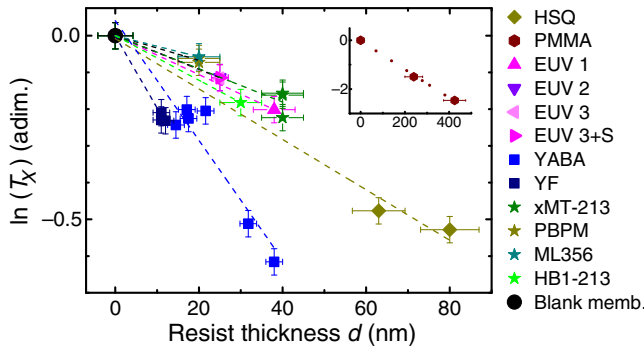 ln (Tx) (adim.)
0.0
−0.5
0
20
40
60
80
Resist thickness d (nm)
0
−2
0
200
400
HSQ
PMMA
EUV 1
EUV 2
EUV 3
EUV 3+S
YABA
YF
xMT-213
PBPM
ML356
HB1-213
Blank memb.